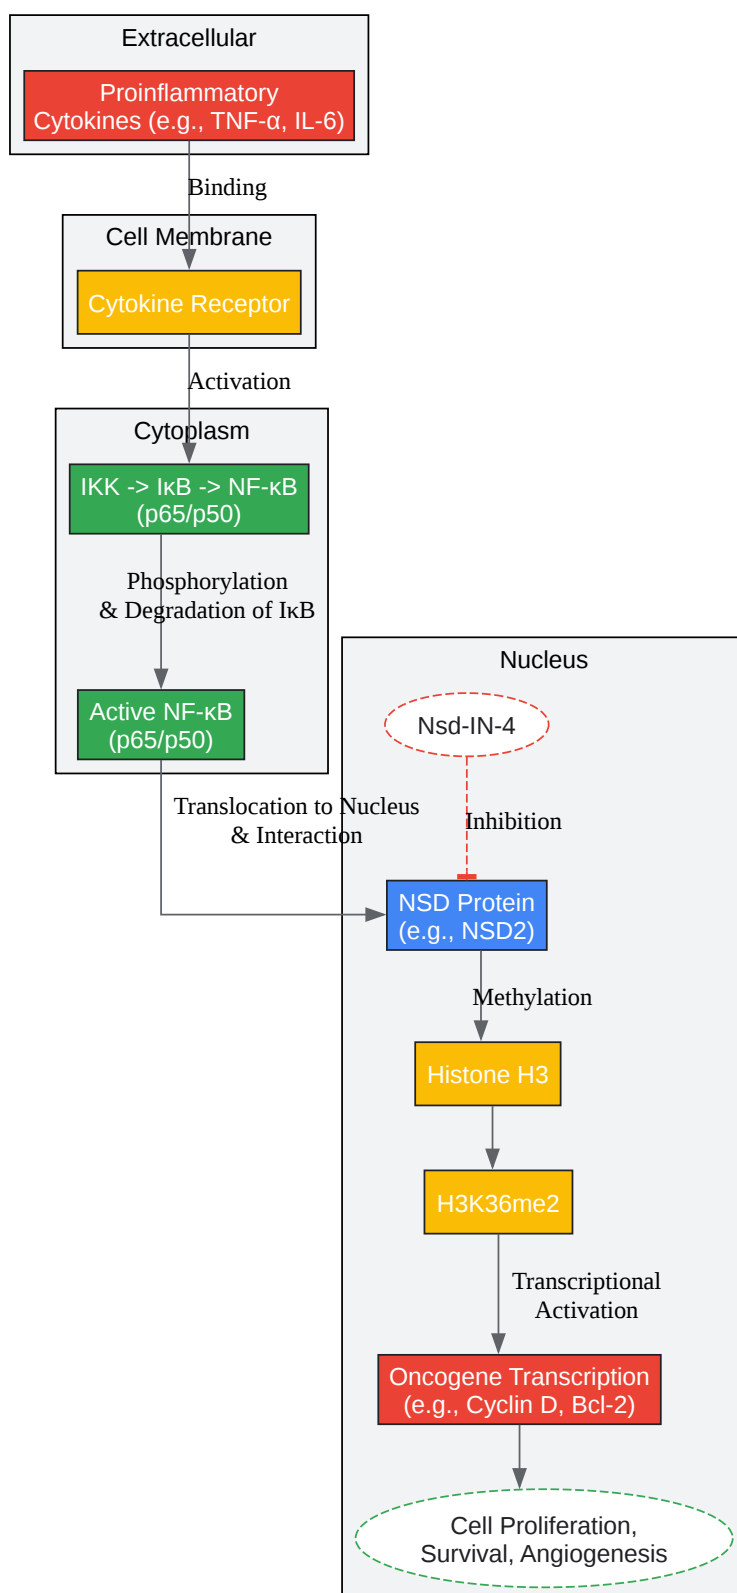 Extracellular
Proinflammatory
Cytokines (e.g., TNF-α, IL-6)
Binding
Cell Membrane
Cytokine Receptor
Activation
Cytoplasm
IKK -> IκB -> NF-κB
(p65/p50)
Phosphorylation
& Degradation of IκB
Active NF-κB
(p65/p50)
Translocation to Nucleus
& Interaction
Nucleus
Nsd-IN-4
Inhibition
NSD Protein
(e.g., NSD2)
Methylation
Histone H3
H3K36me2
Transcriptional
Activation
Oncogene Transcription
(e.g., Cyclin D, Bcl-2)
Cell Proliferation,
Survival, Angiogenesis